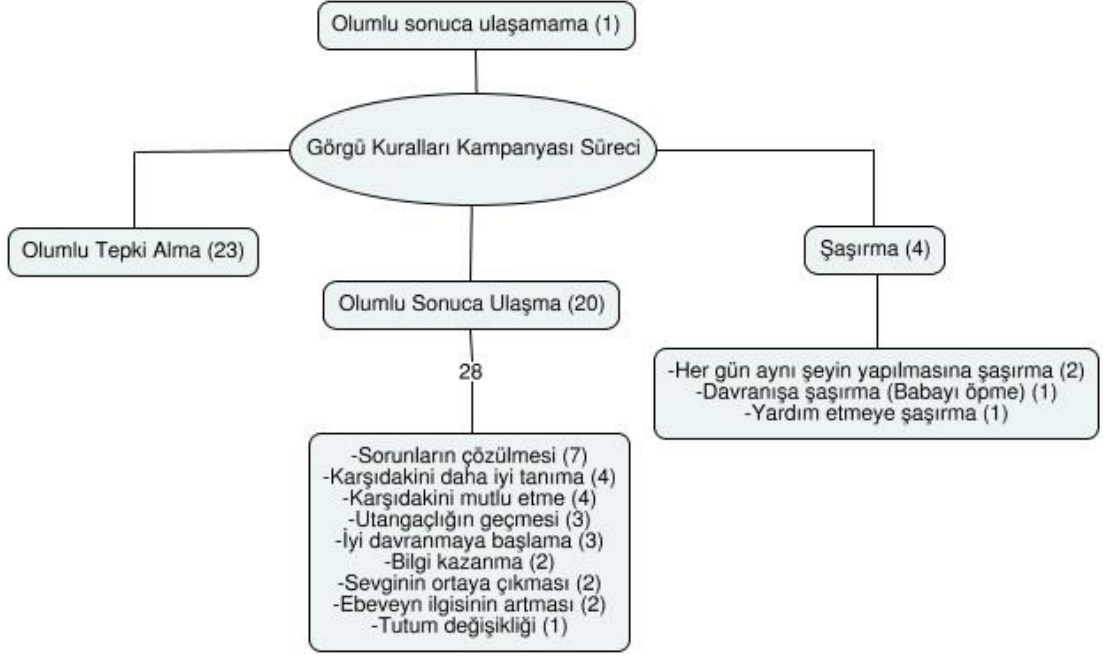 Olumlu sonuca ulaşamama (1)
Görgü Kuralları Kampanyası Süreci
Olumlu Tepki Alma (23)
Şaşırma (4)
Olumlu Sonuca Ulaşma (20)
28
-Her gün aynı şeyin yapılmasına şaşırma (2)
-Davranışa şaşırma (Babayı öpme) (1)
-Yardım etmeye şaşırma (1)
-Sorunların çözülmesi (7)
-Karşıdakini daha iyi tanıma (4)
-Karşıdakini mutlu etme (4)
-Utangaçlığın geçmesi (3)
-İyi davranmaya başlama (3)
-Bilgi kazanma (2)
-Sevginin ortaya çıkması (2)
-Ebeveyn ilgisinin artması (2)
-Tutum değişikliği (1)